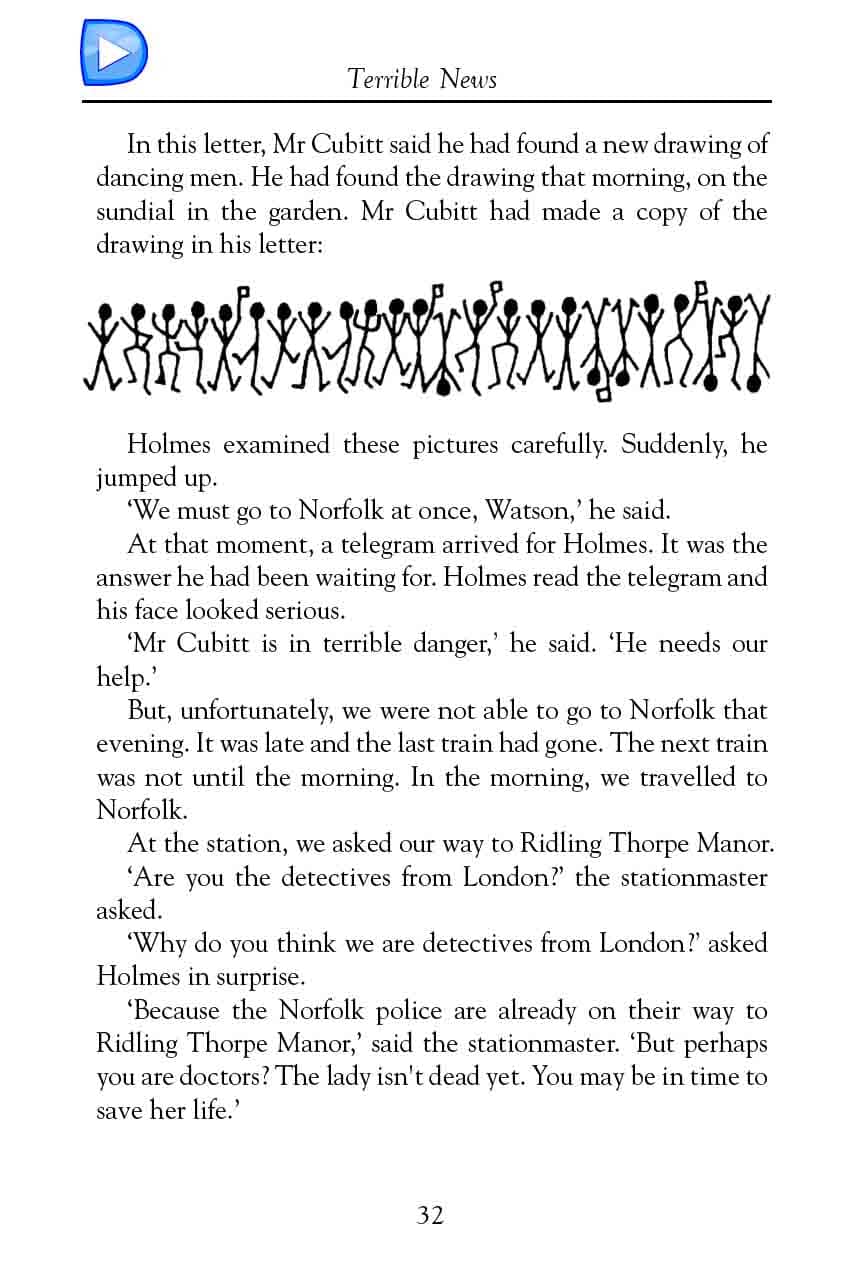 Terrible News
In this letter, Mr Cubitt said he had found a new drawing of
dancing men. He had found the drawing that morning, on the
sundial in the garden. Mr Cubitt had made a copy of the
drawing in his letter:
Holmes examined these pictures carefully. Suddenly, he
jumped up.
‘We must go to Norfolk at once, Watson,’ he said.
At that moment, a telegram arrived for Holmes. It was the
answer he had been waiting for. Holmes read the telegram and
his face looked serious.
‘Mr Cubitt is in terrible danger,’ he said. ‘He needs our
help.’
But, unfortunately, we were not able to go to Norfolk that
evening. It was late and the last train had gone. The next train
was not until the morning. In the morning, we travelled to
Norfolk.
At the station, we asked our way to Ridling Thorpe Manor.
‘Are you the detectives from London?’ the stationmaster
asked.
‘Why do you think we are detectives from London?’ asked
Holmes in surprise.
‘Because the Norfolk police are already on their way to
Ridling Thorpe Manor,’ said the stationmaster. ‘But perhaps
you are doctors? The lady isn't dead yet. You may be in time to
save her life.’
32